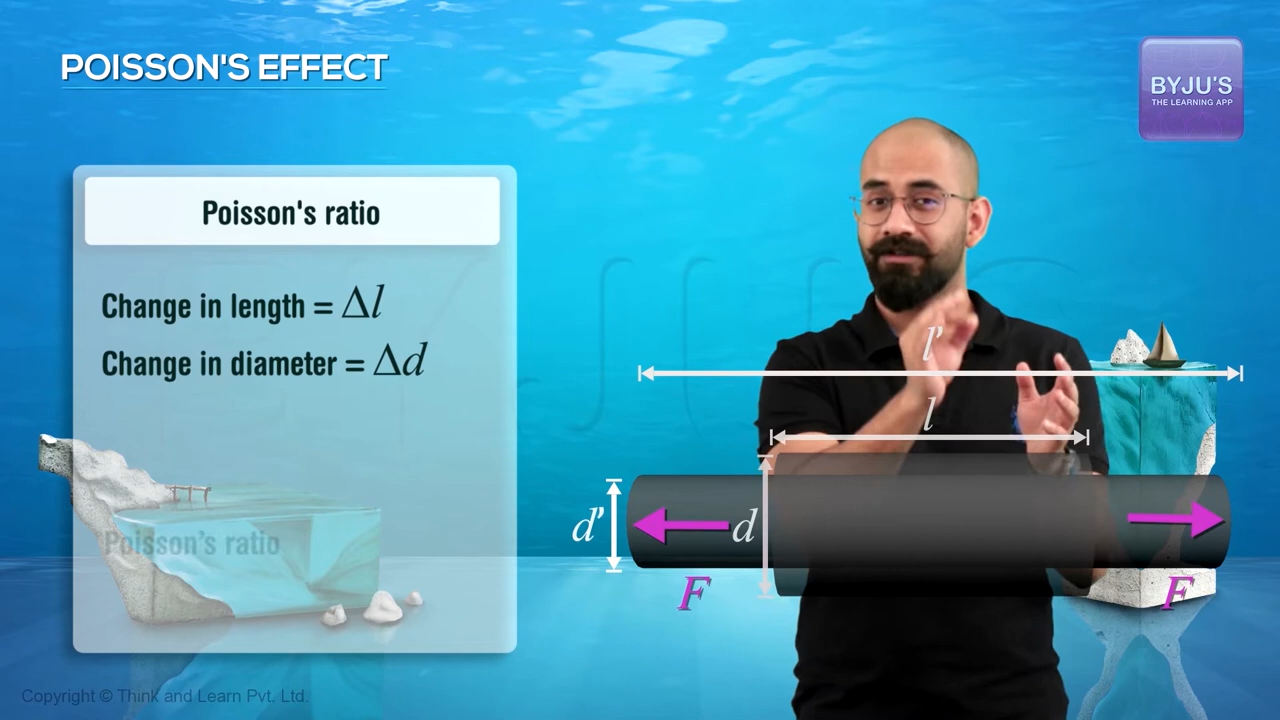 POISSON'S EFFECT
BYJU'S
THE LEARNING APP
Poisson's ratio
Change in length = Δl
Change in diameter = Δd
Poisson's ratio
l'
l
d'
d
F
F
Copyright © Think and Learn Pvt. Ltd.